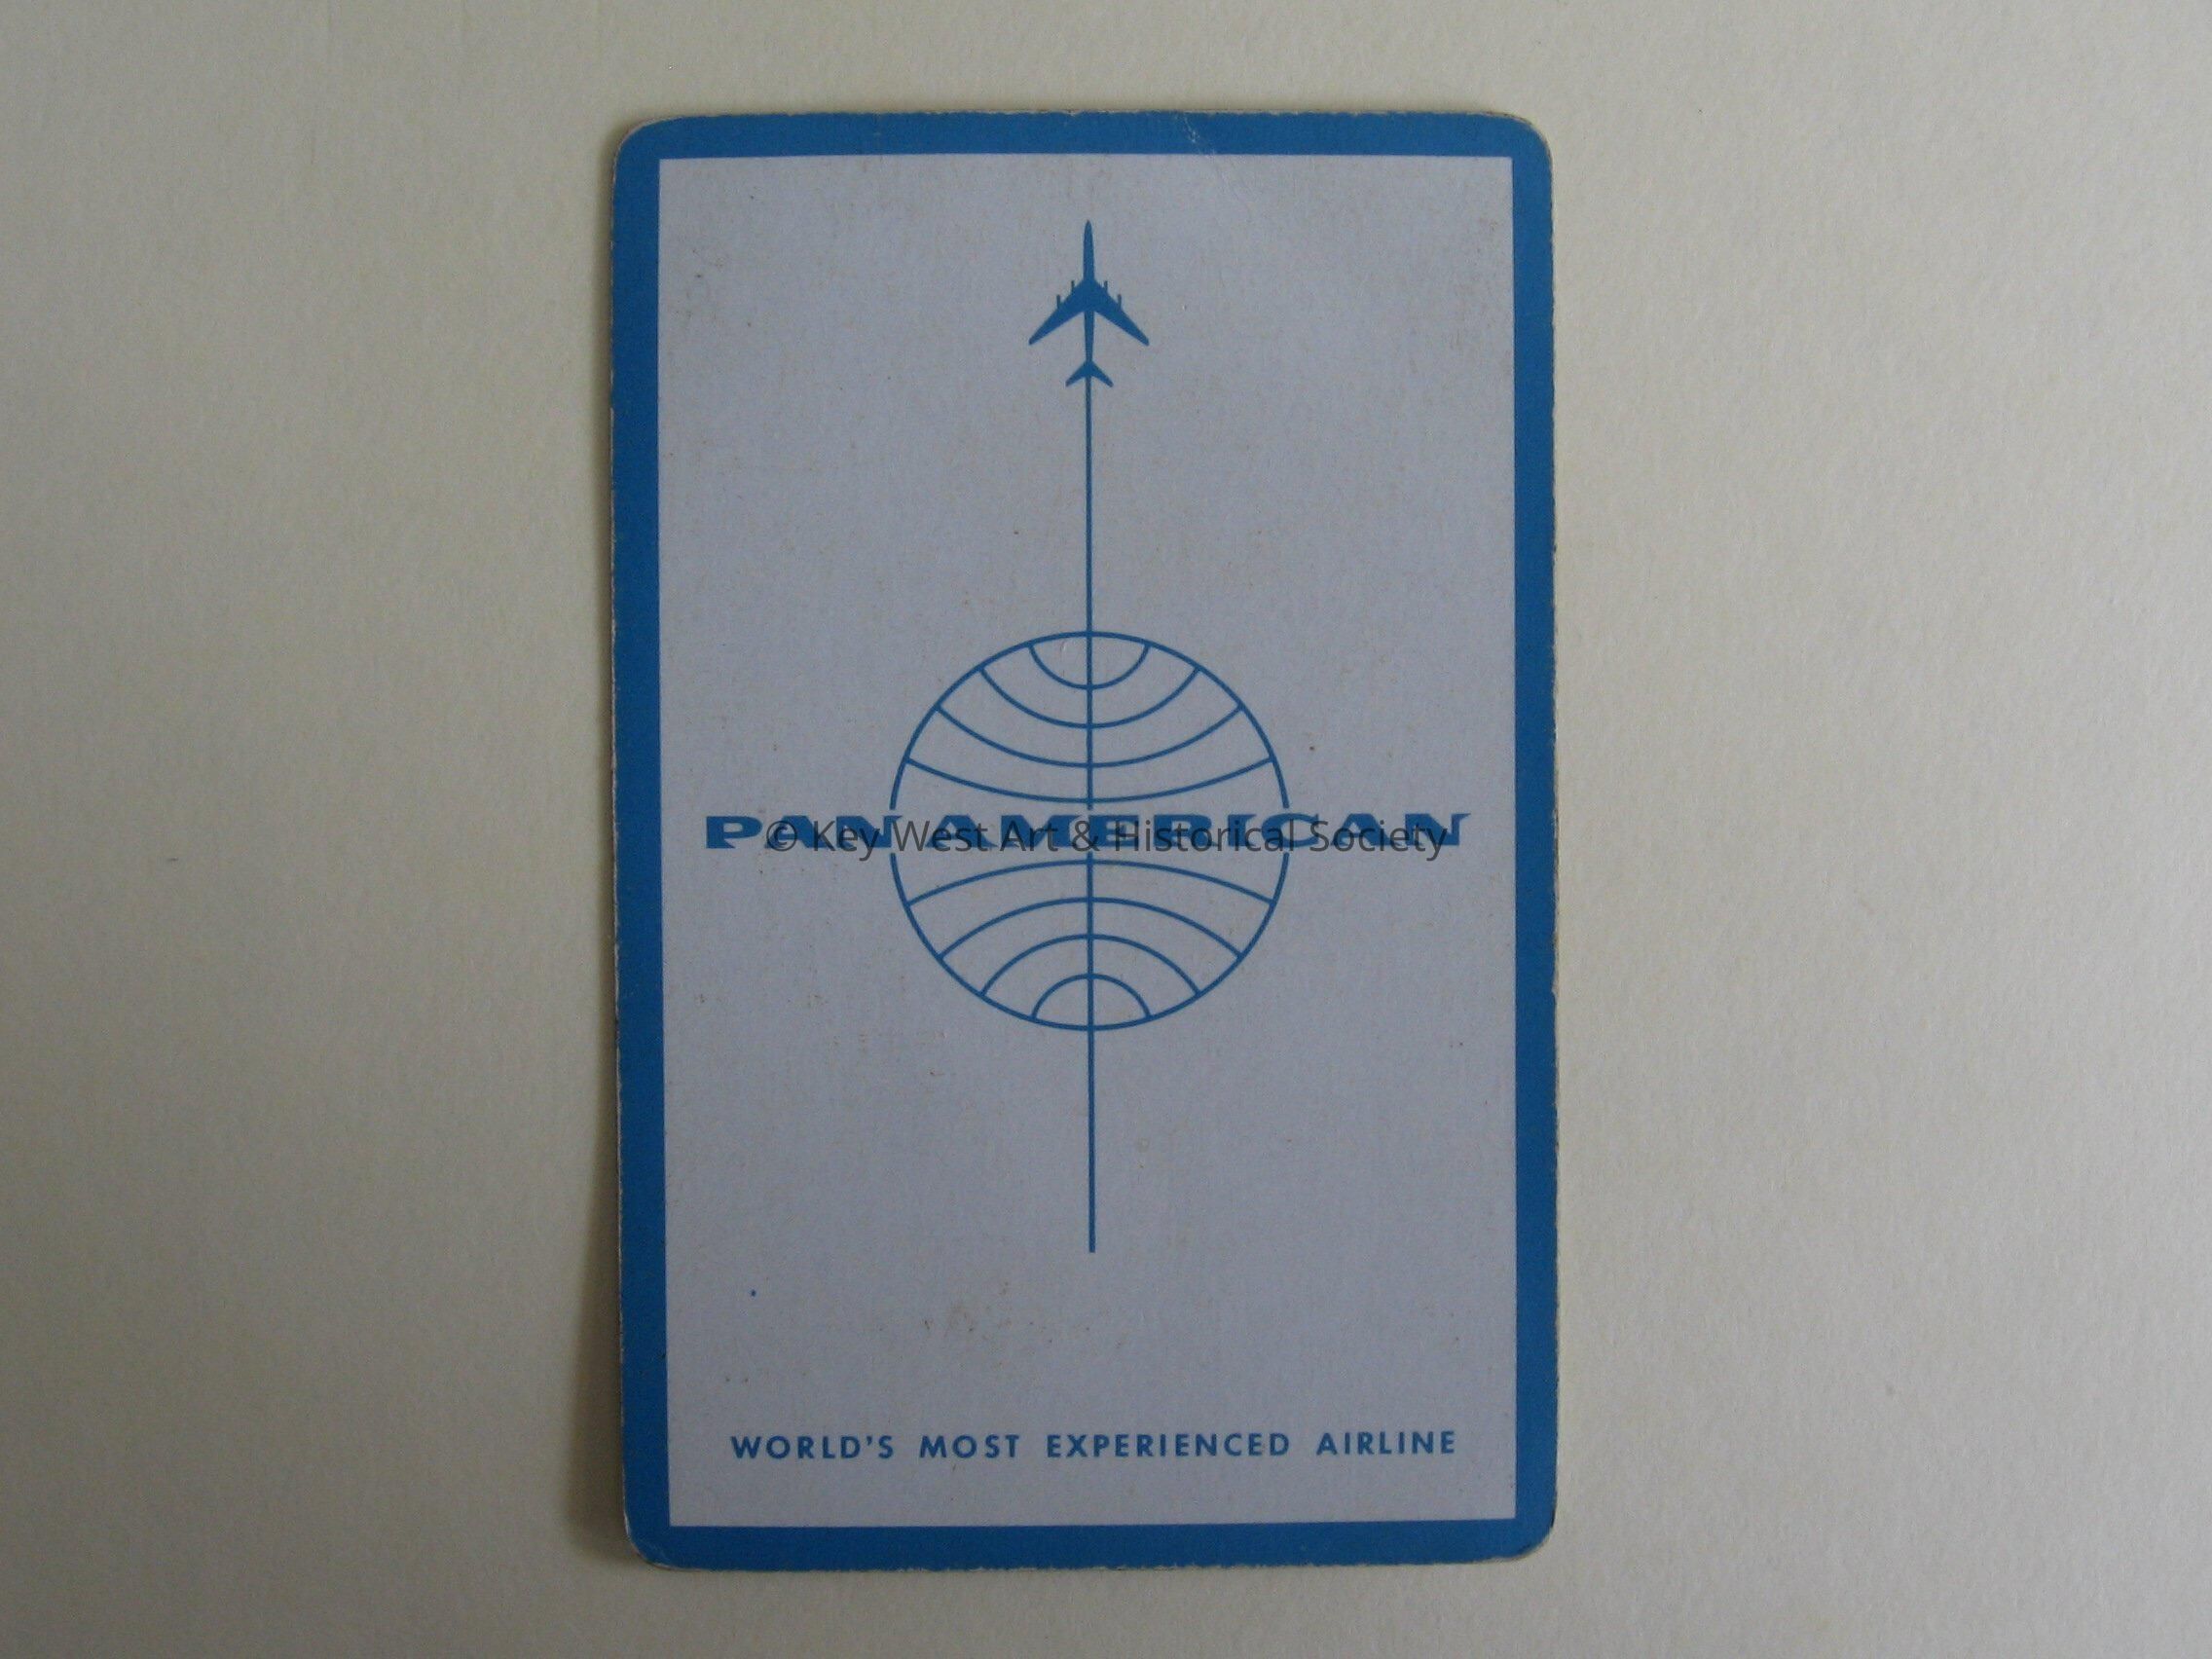 PAN AMERICAN
© Key West Art & Historical Society
WORLD'S MOST EXPERIENCED AIRLINE